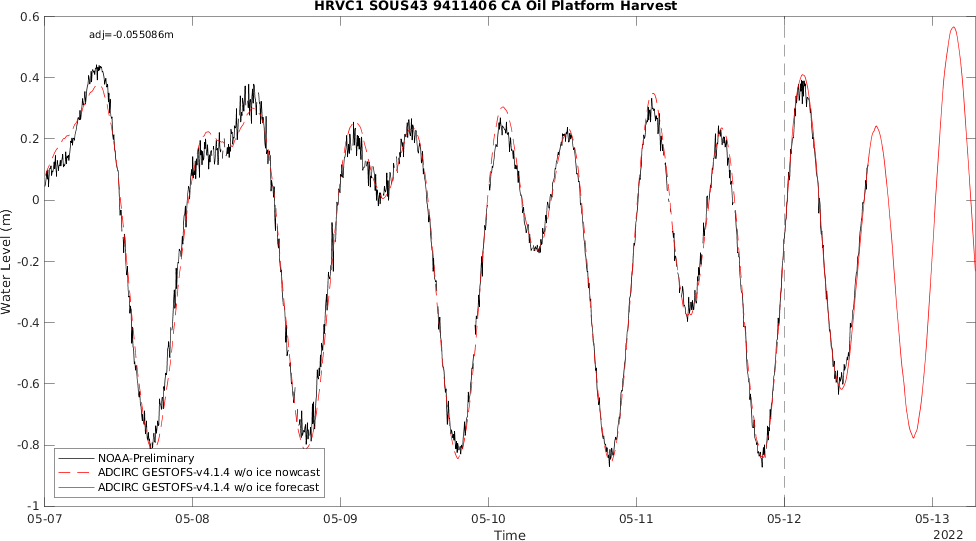 HRVC1 SOUS43 9411406 CA Oil Platform Harvest
adj=-0.055086m
0.6
0.4
0.2
0
-0.2
-0.4
-0.6
-0.8
-1
Water Level (m)
NOAA-Preliminary
ADCIRC GESTOFS-v4.1.4 w/o ice nowcast
ADCIRC GESTOFS-v4.1.4 w/o ice forecast
05-07 05-08 05-09 05-10 05-11 05-12 05-13
Time
2022